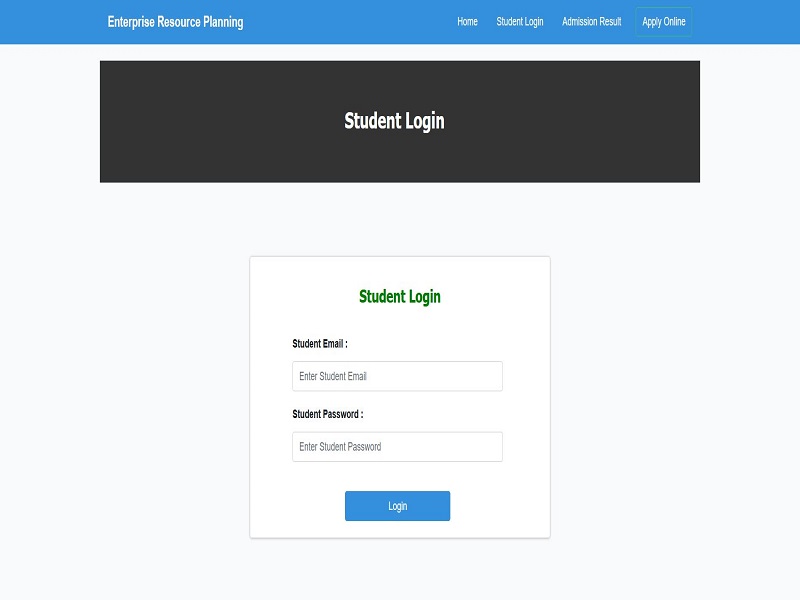 Enterprise Resource Planning
Home Student Login Admission Result Apply Online
Student Login
Student Login
Student Email :
Enter Student Email
Student Password :
Enter Student Password
Login